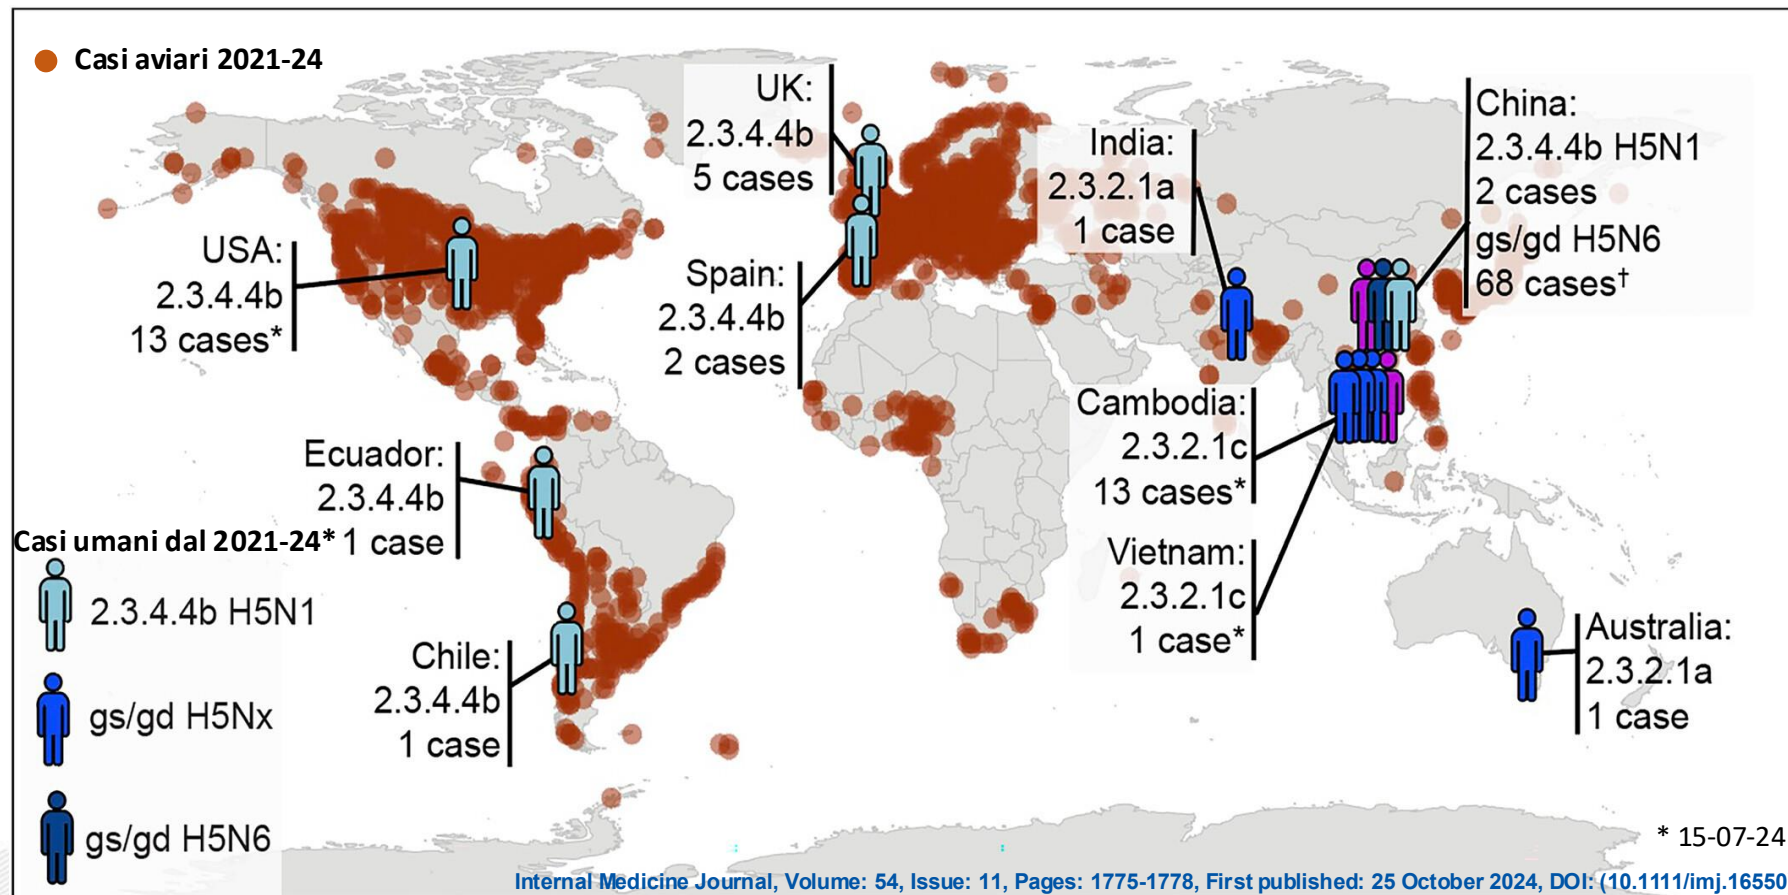 Casi aviari 2021-24
UK:
2.3.4.4b
5 cases
India:
2.3.2.1a
1 case
China:
2.3.4.4b H5N1
2 cases
gs/gd H5N6
68 cases†
USA:
2.3.4.4b
13 cases*
Spain:
2.3.4.4b
2 cases
Cambodia:
2.3.2.1c
13 cases*
Ecuador:
2.3.4.4b
1 case
Vietnam:
2.3.2.1c
1 case*
Chile:
2.3.4.4b
1 case
Australia:
2.3.2.1a
1 case
Casi umani dal 2021-24*
2.3.4.4b H5N1
gs/gd H5Nx
gs/gd H5N6
* 15-07-24
Internal Medicine Journal, Volume: 54, Issue: 11, Pages: 1775-1778, First published: 25 October 2024, DOI: (10.1111/imj.16550